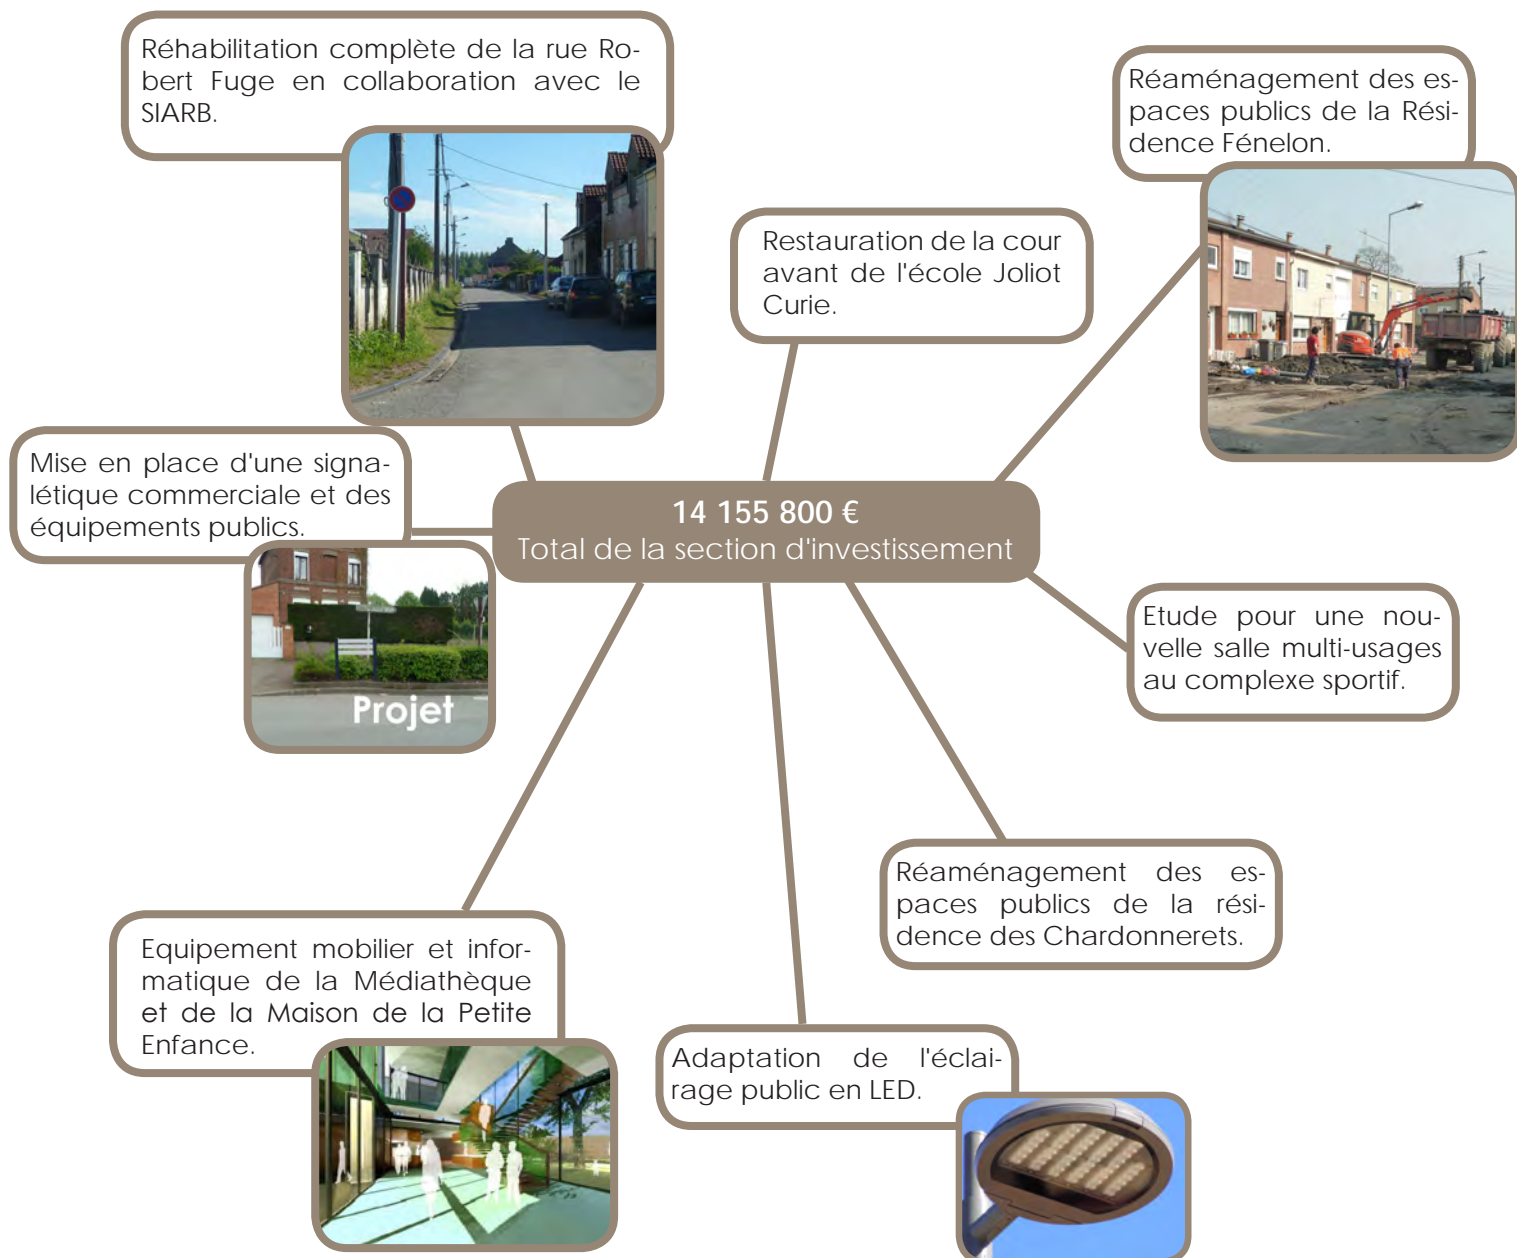 Réhabilitation complète de la rue Ro-
bert Fuge en collaboration avec le
SIARB.
Réaménagement des es-
paces publics de la Rési-
dence Fénelon.
Restauration de la cour
avant de l'école Joliot
Curie.
Mise en place d'une signa-
létique commerciale et des
équipements publics.
Projet
14 155 800 €
Total de la section d'investissement
Etude pour une nou-
velle salle multi-usages
au complexe sportif.
Réaménagement des es-
paces publics de la rési-
dence des Chardonnerets.
Equipement mobilier et infor-
matique de la Médiathèque
et de la Maison de la Petite
Enfance.
Adaptation de l'éclai-
rage public en LED.